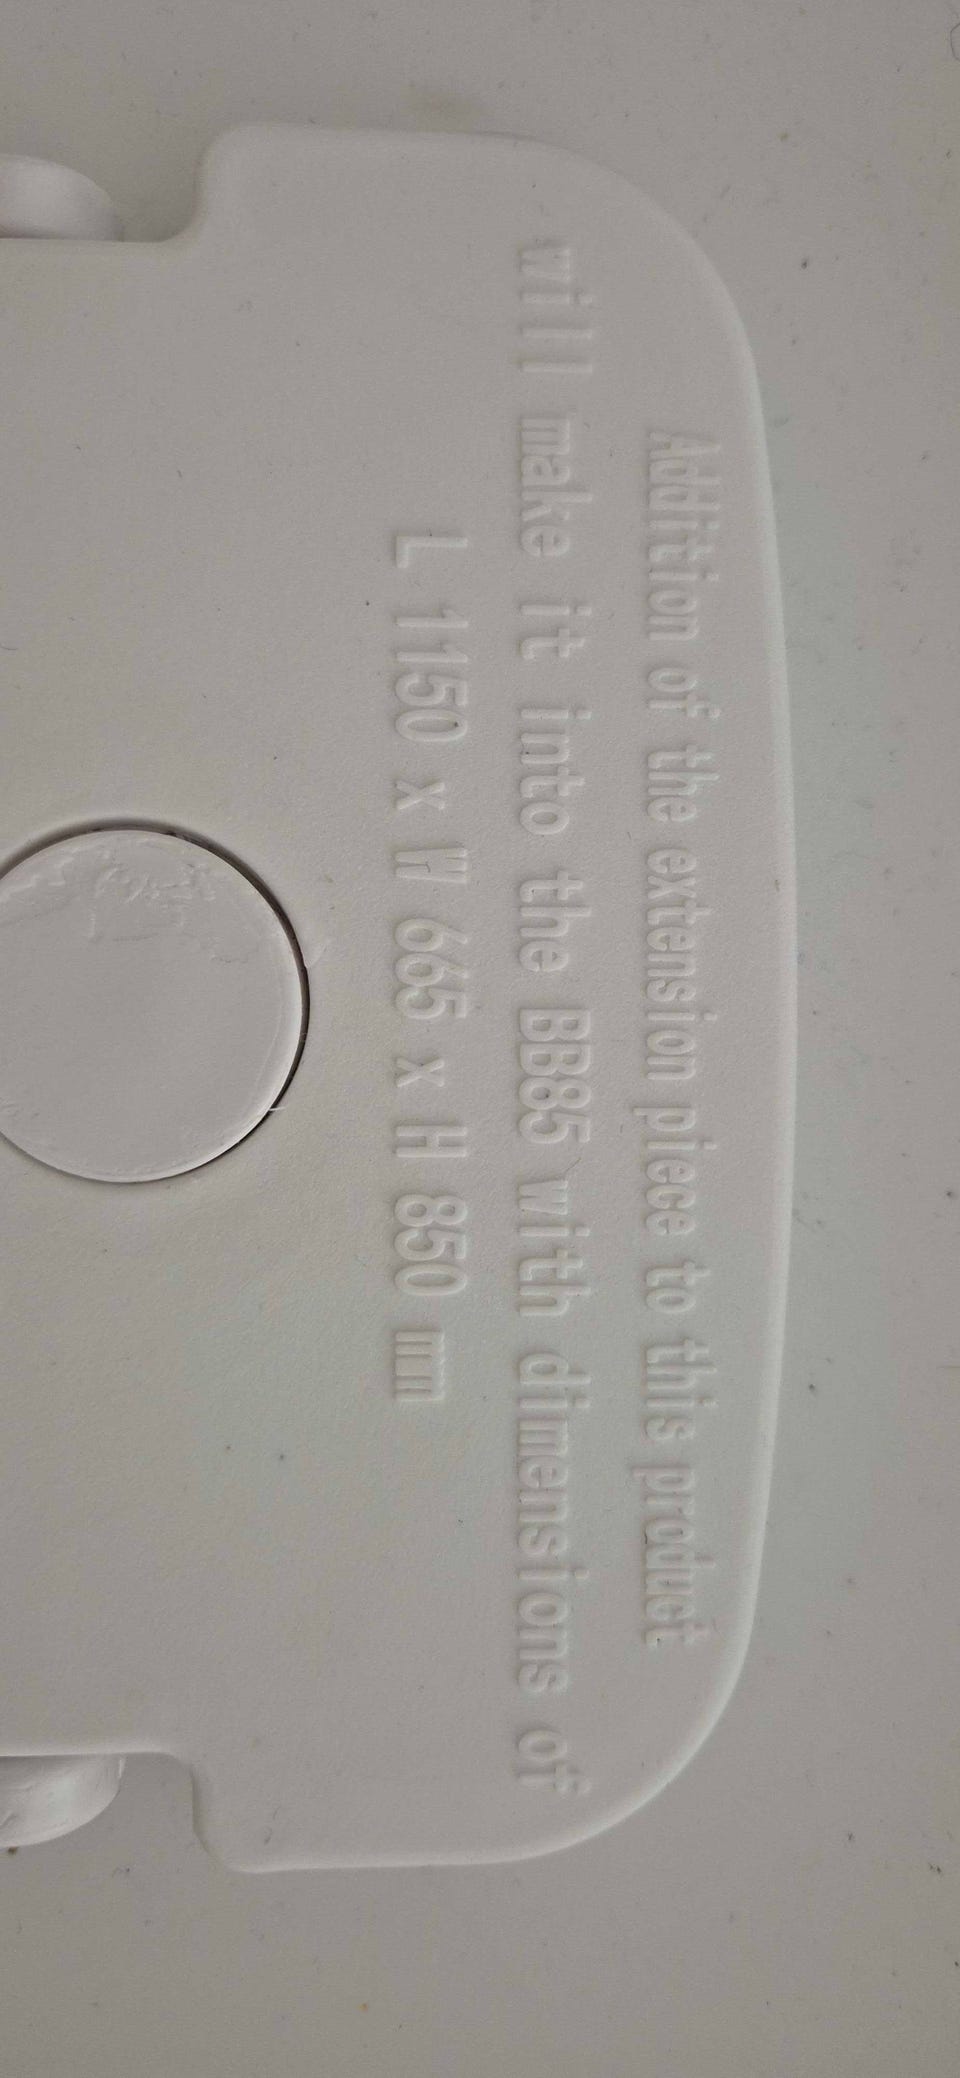 Addition of the extension piece to this product
will make it into the BB85 with dimensions of
L 1150 x W 665 x H 850 mm